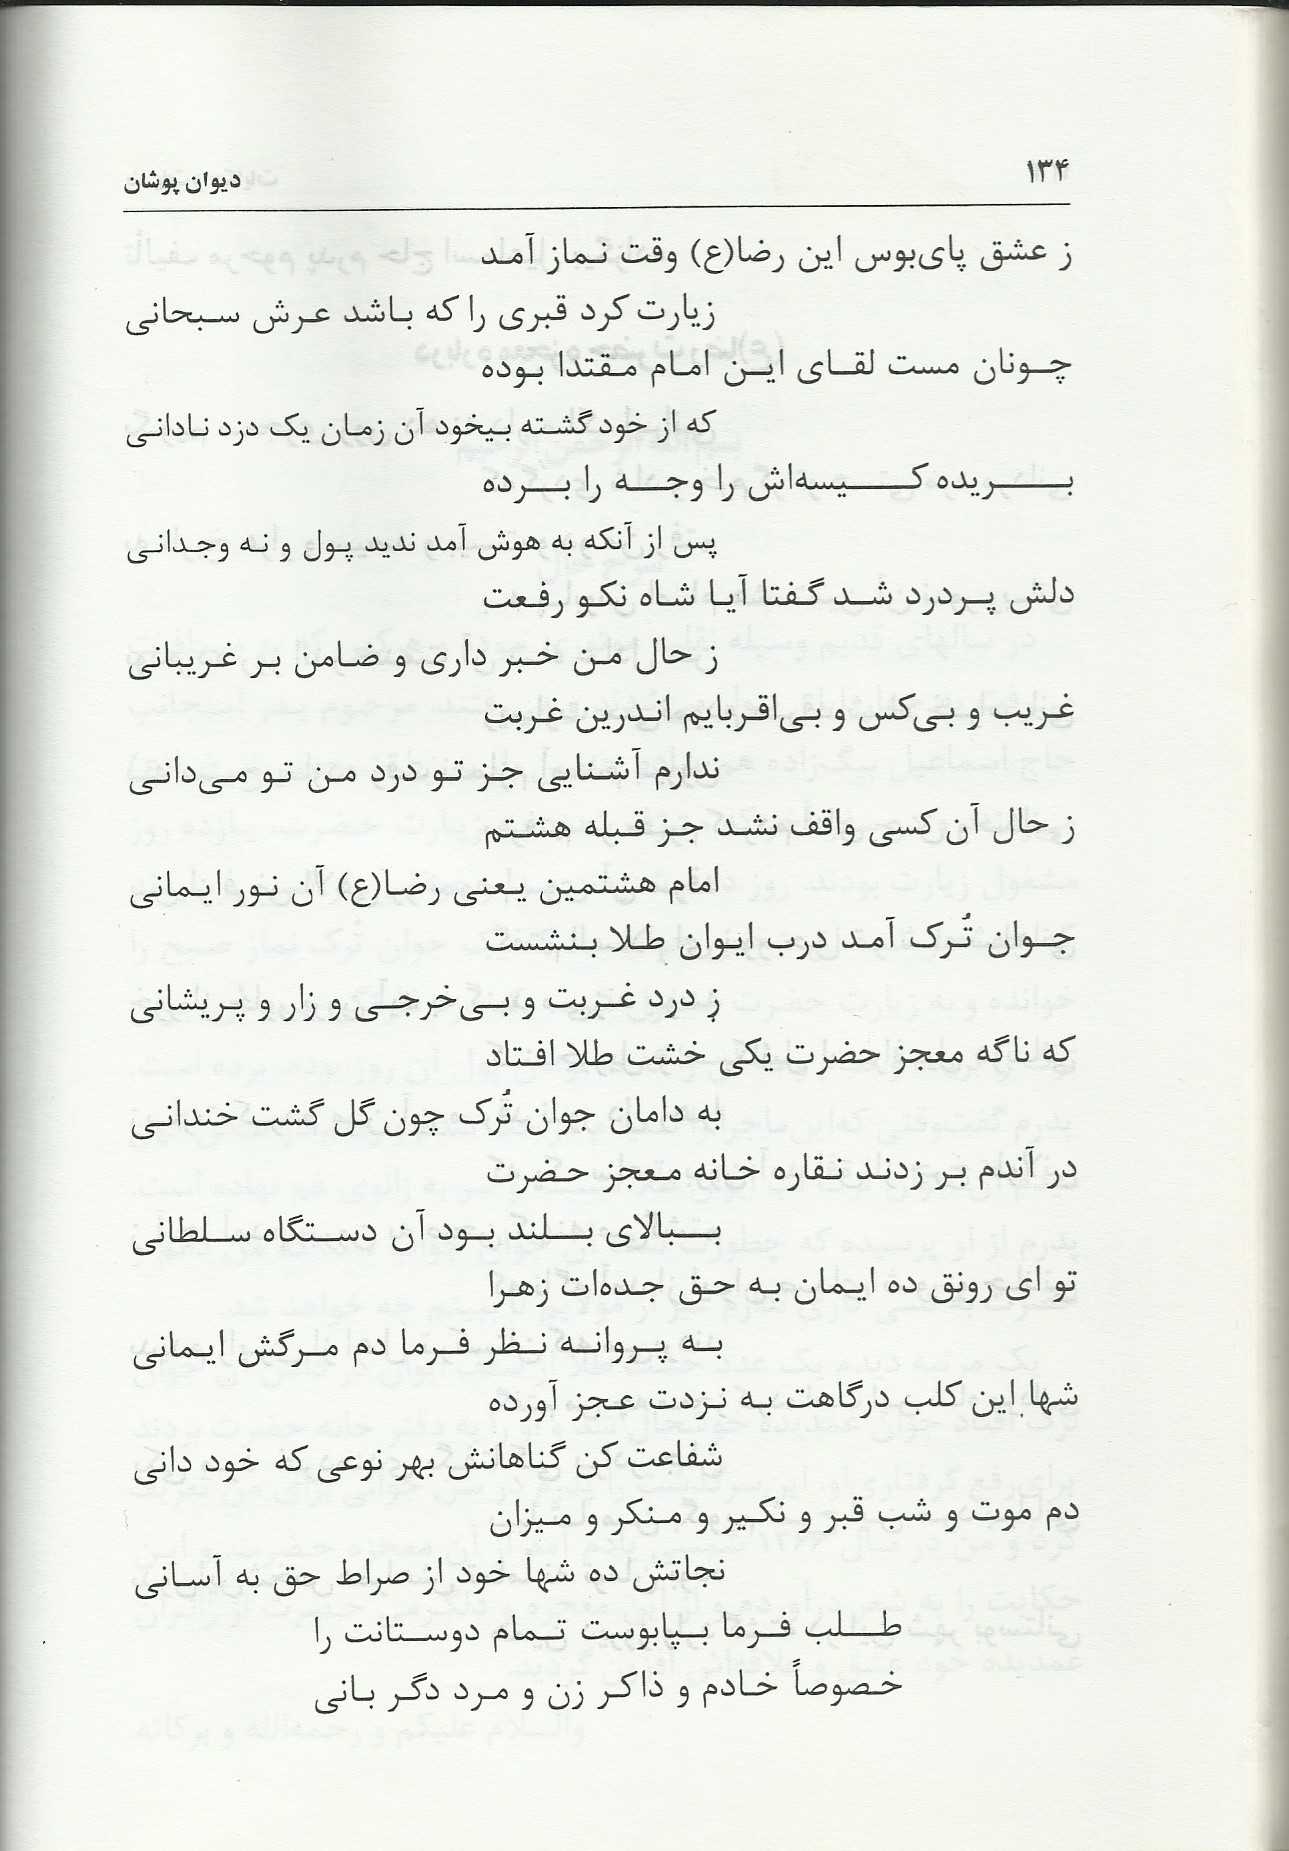 ۱۳۴
دیوان پوشان
ز عشق پای‌بوس این رضا(ع) وقت نماز آمد
زیارت کرد قبری را که باشد عرش سبحانی
چونان مست لقای این امام مقتدا بوده
که از خود گشته بیخود آن زمان یک دزد نادانی
بریده کیسه‌اش را وجه را برده
پس از آنکه به هوش آمد ندید پول و نه وجدانی
دلش پردرد شد گفتا آیا شاه نکو رفعت
ز حال من خبر داری و ضامن بر غریبانی
غریب و بی‌کس و بی‌اقربایم اندرین غربت
ندارم آشنایی جز تو درد من تو می‌دانی
ز حال آن کسی واقف نشد جز قبله هشتم
امام هشتمین یعنی رضا(ع) آن نور ایمانی
جوان تُرک آمد درب ایوان طلا بنشست
ز درد غربت و بی‌خرجی و زار و پریشانی
که ناگه معجز حضرت یکی خشت طلا افتاد
به دامان جوان تُرک چون گل گشت خندانی
در آندم بر زدند نقاره خانه معجز حضرت
ببالای بلند بود آن دستگاه سلطانی
تو ای رونق ده ایمان به حق جده‌ات زهرا
به پروانه نظر فرما دم مرگش ایمانی
شها این کلب درگاهت به نزدت عجز آورده
شفاعت کن گناهانش بهر نوعی که خود دانی
دم موت و شب قبر و نکیر و منکر و میزان
نجاتش ده شها خود از صراط حق به آسانی
طلب فرما بپابوست تمام دوستانت را
خصوصاً خادم و ذاکر زن و مرد دگر بانی